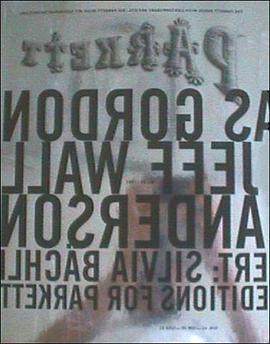 PARKETT
AS GORDON
JEFF WALL
ANDERSON
ERT: SILVIA BÄCHLI
EDITIONS FOR PARKETT